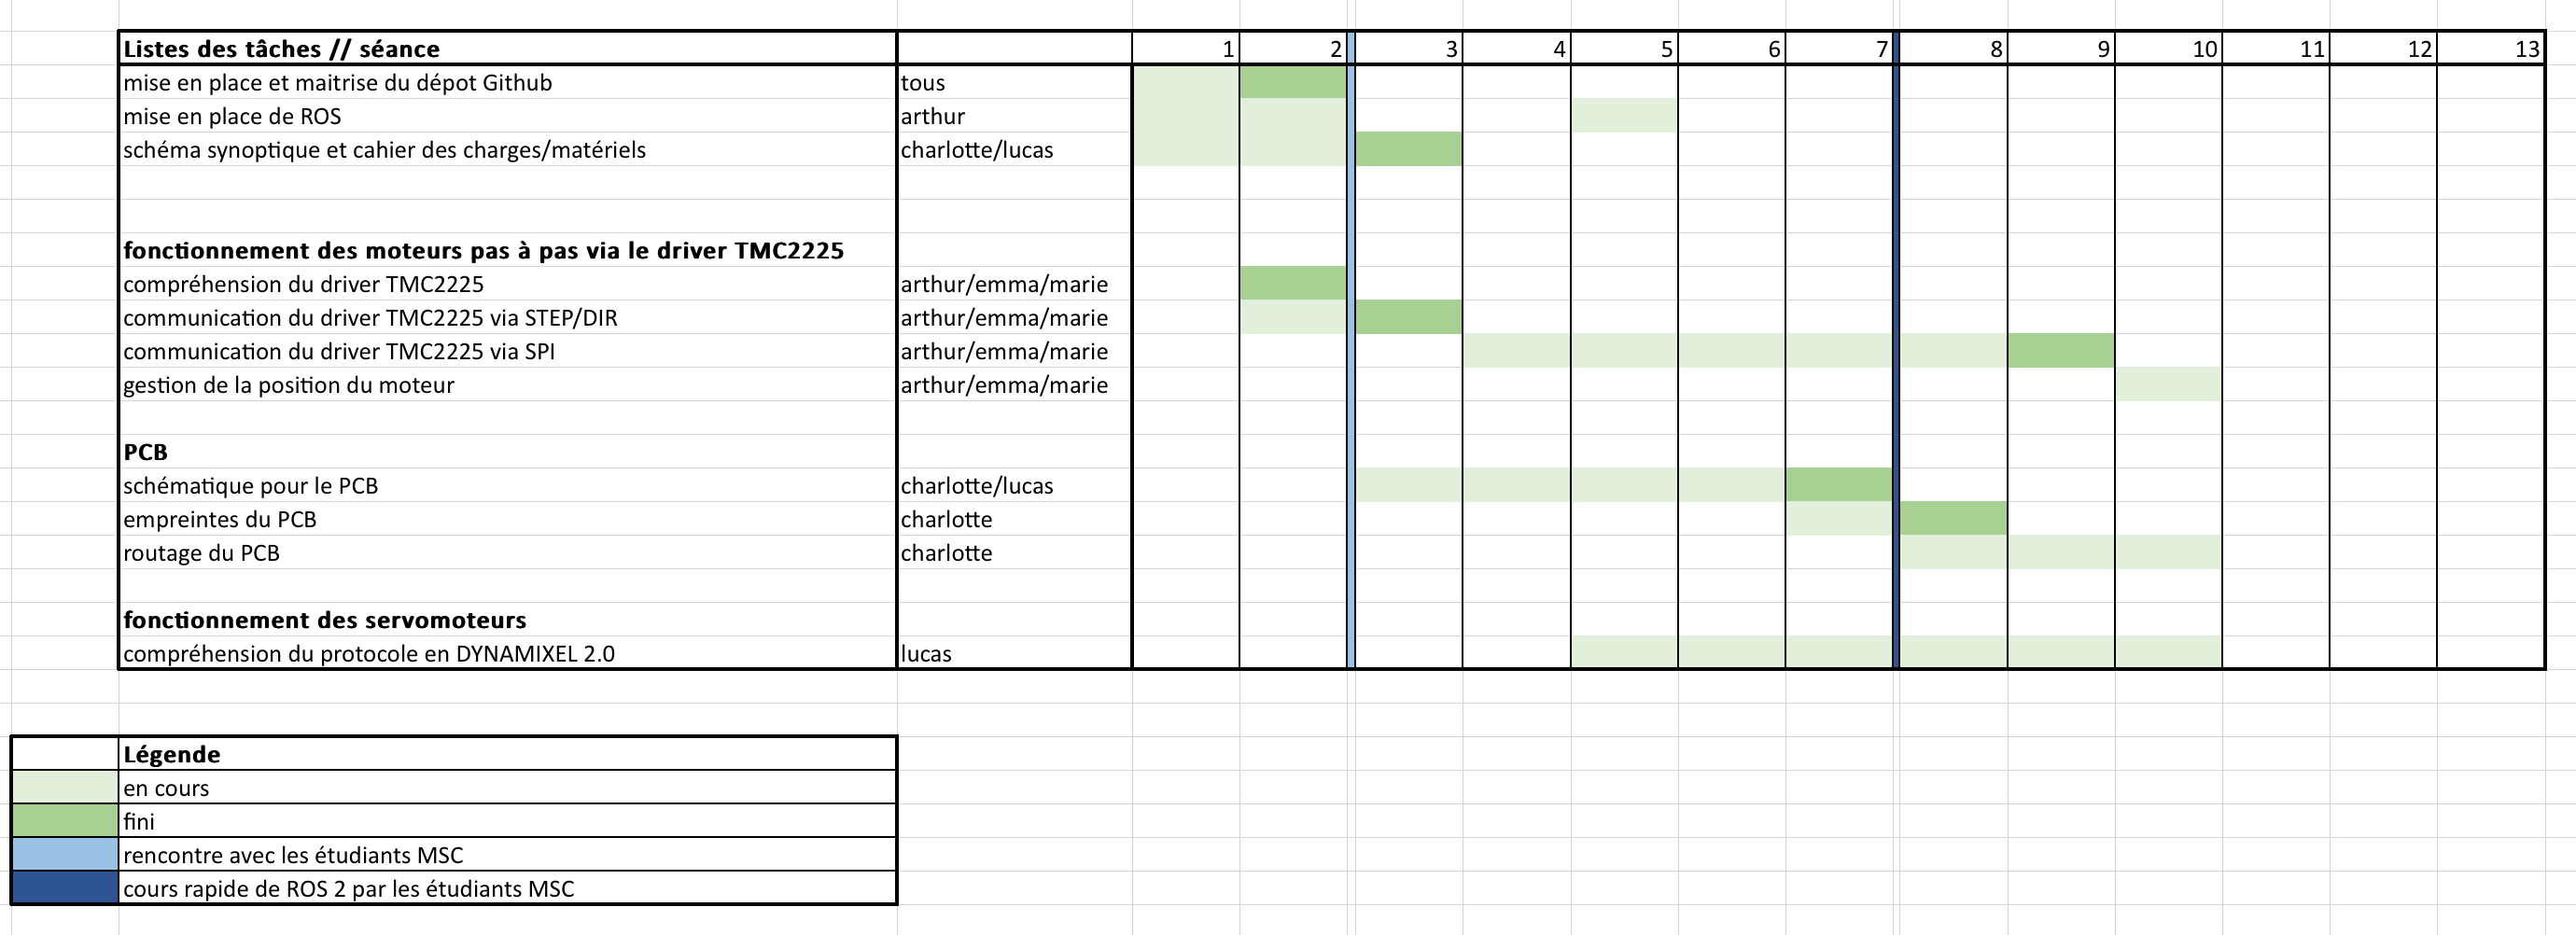 Listes des tâches // séance 1 2 3 4 5 6 7 8 9 10 11 12 13
mise en place et maitrise du dépot Github tous
mise en place de ROS arthur
schéma synoptique et cahier des charges/matériels charlotte/lucas
fonctionnement des moteurs pas à pas via le driver TMC2225
compréhension du driver TMC2225 arthur/emma/marie
communication du driver TMC2225 via STEP/DIR arthur/emma/marie
communication du driver TMC2225 via SPI arthur/emma/marie
gestion de la position du moteur arthur/emma/marie
PCB
schématique pour le PCB charlotte/lucas
empreintes du PCB charlotte
routage du PCB charlotte
fonctionnement des servomoteurs
compréhension du protocole en DYNAMIXEL 2.0 lucas
Légende
en cours
fini
rencontre avec les étudiants MSC
cours rapide de ROS 2 par les étudiants MSC